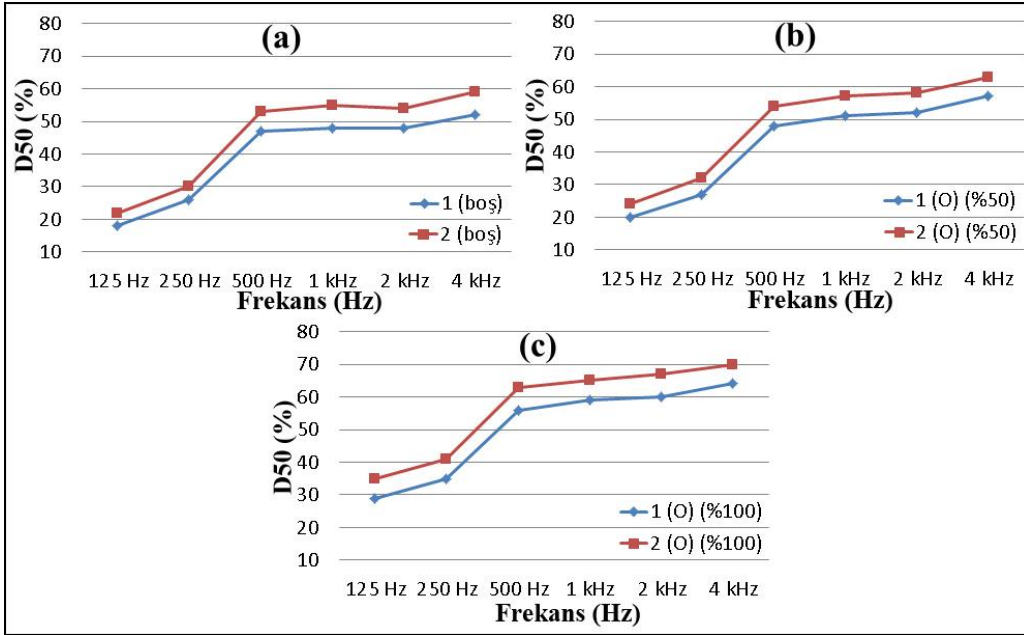 (a)
80
70
60
50
40
30
20
10
D50 (%)
1 (boş)
2 (boş)
125 Hz 250 Hz 500 Hz 1 kHz 2 kHz 4 kHz
Frekans (Hz)
(b)
80
70
60
50
40
30
20
10
D50 (%)
1 (O) (%50)
2 (O) (%50)
125 Hz 250 Hz 500 Hz 1 kHz 2 kHz 4 kHz
Frekans (Hz)
(c)
80
70
60
50
40
30
20
10
D50 (%)
1 (O) (%100)
2 (O) (%100)
125 Hz 250 Hz 500 Hz 1 kHz 2 kHz 4 kHz
Frekans (Hz)